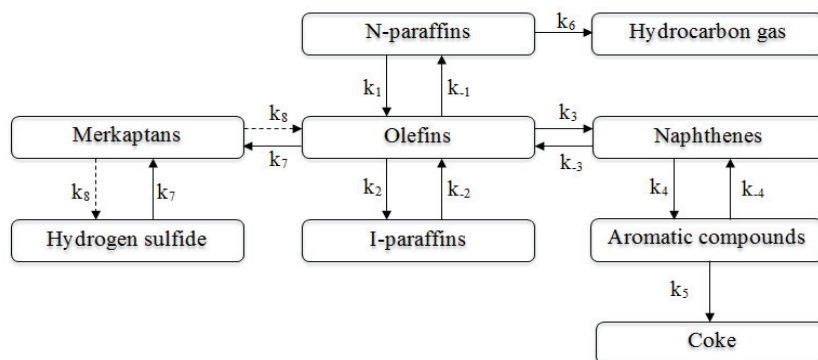 N-paraffins
k6
Hydrocarbon gas
k1
k-1
Merkaptans
k8
k7
Olefins
k3
k-3
Naphthenes
k8
k7
k2
k-2
k4
k-4
Hydrogen sulfide
I-paraffins
Aromatic compounds
k5
Coke